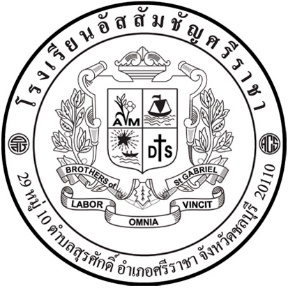 โรงเรียนอัสสัมชัญศรีราชา
AM
DS
BROTHERS of St GABRIEL
LABOR OMNIA VINCIT
ACS
29 หมู่ 10 ตำบลสุรศักดิ์ อำเภอศรีราชา จังหวัดชลบุรี 20110